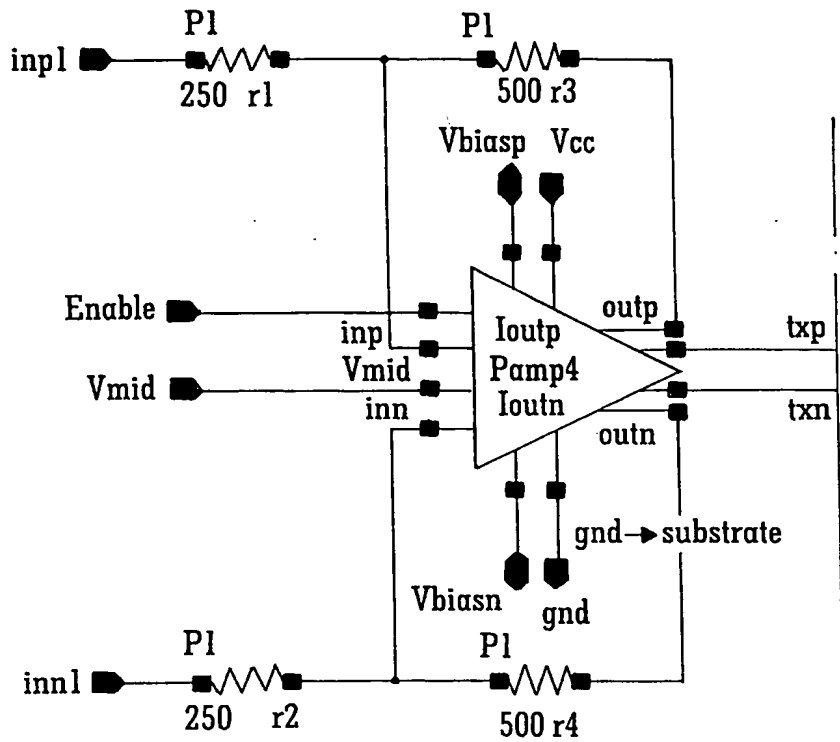 P1 P1
inp1
250 r1 500 r3
Vbiasp Vcc
Enable outp
inp Ioutp txp
Vmid Vmid Pamp4
inn Ioutn txn
outn
gnd→substrate
Vbiasn gnd
P1 P1
inn1
250 r2 500 r4